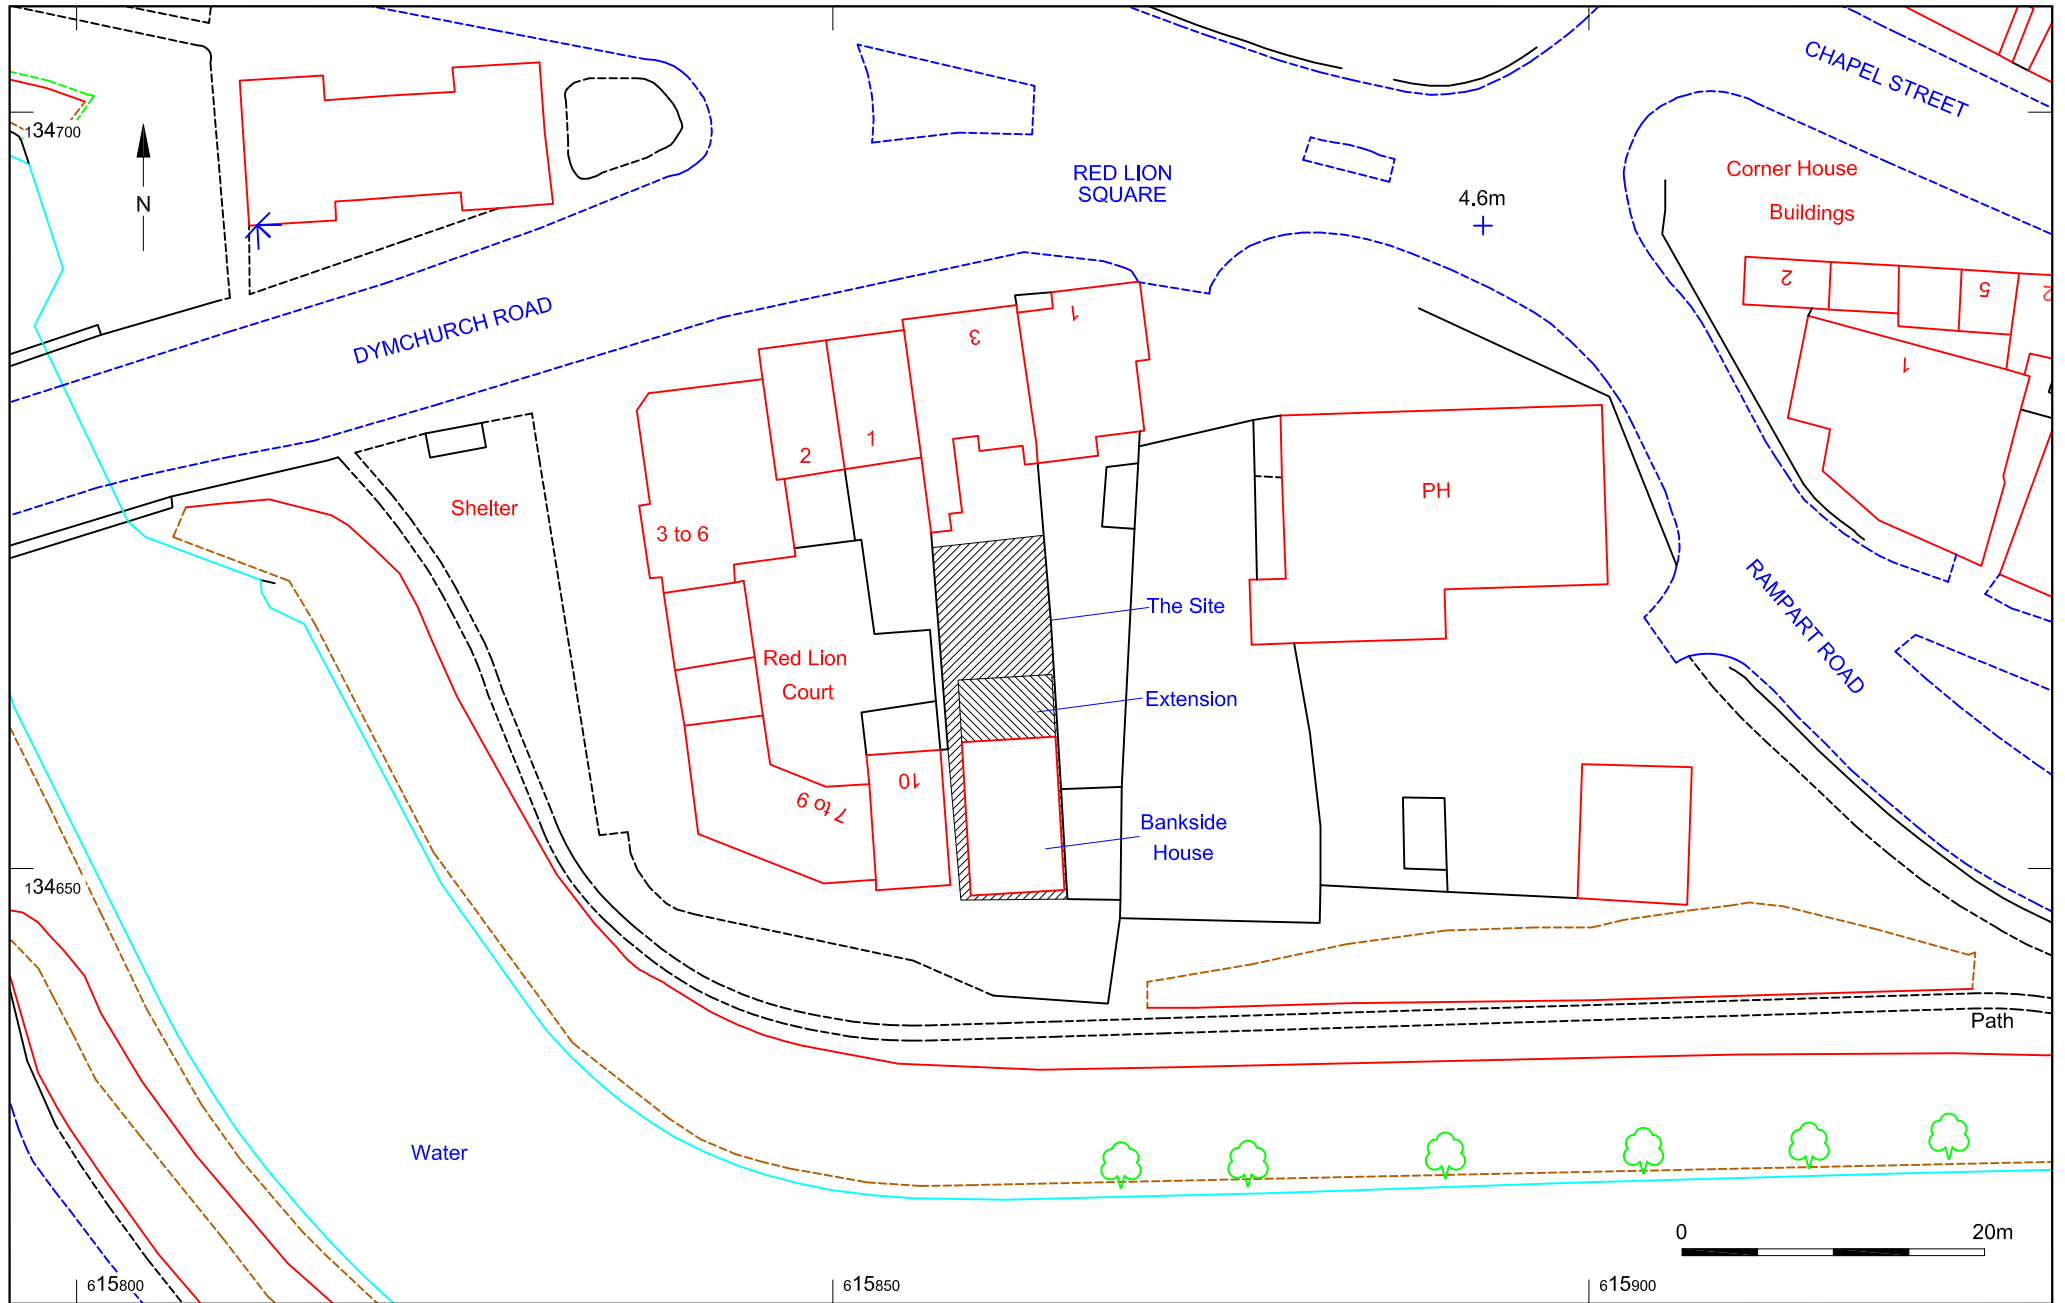 CHAPEL STREET
134700
N
RED LION
SQUARE
4.6m
Corner House
Buildings
2
5
2
1
DYMCHURCH ROAD
1
3
1
2
3 to 6
Shelter
PH
RAMPART ROAD
The Site
Red Lion
Court
Extension
10
7 to 9
Bankside
House
134650
Path
Water
0
20m
615800
615850
615900